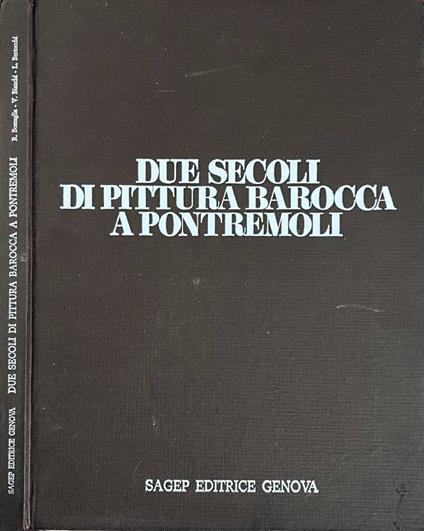 DUE SECOLI
DI PITTURA BAROCCA
A PONTREMOLI
SAGEP EDITRICE GENOVA
SAGEP EDITRICE GENOVA DUE SECOLI DI PITTURA BAROCCA A PONTREMOLI R. Bossaglia - V. Bianchi - L. Bertocchi